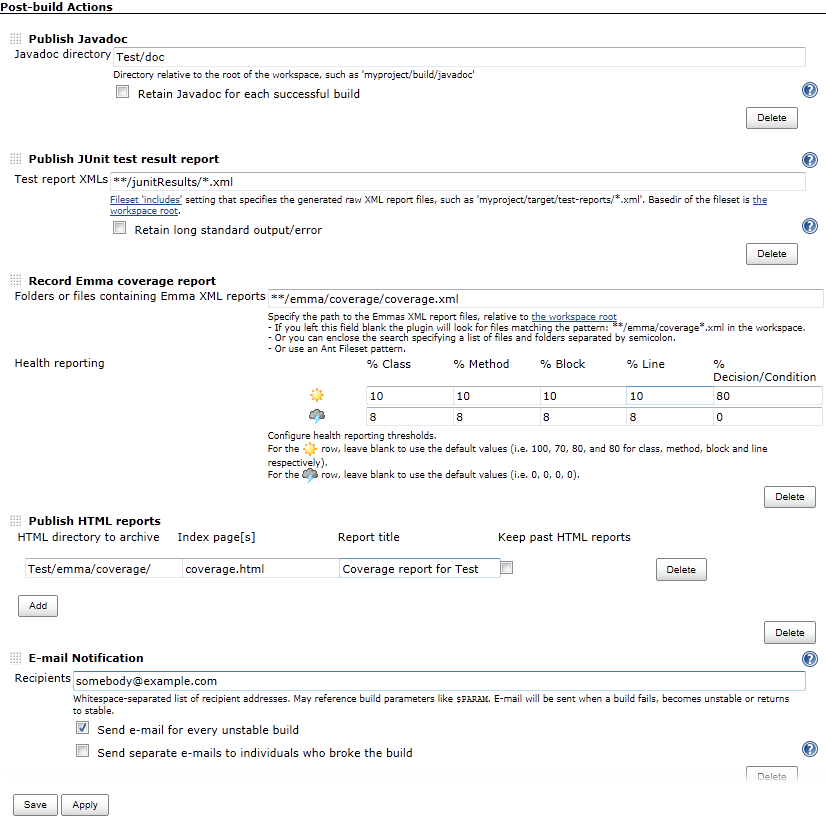 Post-build Actions
Publish Javadoc
Javadoc directory Test/doc
Directory relative to the root of the workspace, such as 'myproject/build/javadoc'
Retain Javadoc for each successful build
Delete
Publish JUnit test result report
Test report XMLs **/junitResults/*.xml
Fileset 'includes' setting that specifies the generated raw XML report files, such as 'myproject/target/test-reports/*.xml'. Basedir of the fileset is the
workspace root.
Retain long standard output/error
Delete
Record Emma coverage report
Folders or files containing Emma XML reports **/emma/coverage/coverage.xml
Specify the path to the Emmas XML report files, relative to the workspace root
- If you left this field blank the plugin will look for files matching the pattern: **/emma/coverage*.xml in the workspace.
- Or you can enclose the search specifying a list of files and folders separated by semicolon.
- Or use an Ant Fileset pattern.
Health reporting % Class % Method % Block % Line %
Decision/Condition
10 10 10 10 80
8 8 8 8 0
Configure health reporting thresholds.
For the row, leave blank to use the default values (i.e. 100, 70, 80, and 80 for class, method, block and line
respectively).
For the row, leave blank to use the default values (i.e. 0, 0, 0, 0).
Delete
Publish HTML reports
HTML directory to archive Index page[s] Report title Keep past HTML reports
Test/emma/coverage/ coverage.html Coverage report for Test Delete
Add
Delete
E-mail Notification
Recipients somebody@example.com
Whitespace-separated list of recipient addresses. May reference build parameters like $PARAM. E-mail will be sent when a build fails, becomes unstable or returns
to stable.
Send e-mail for every unstable build
Send separate e-mails to individuals who broke the build
Delete
Save Apply